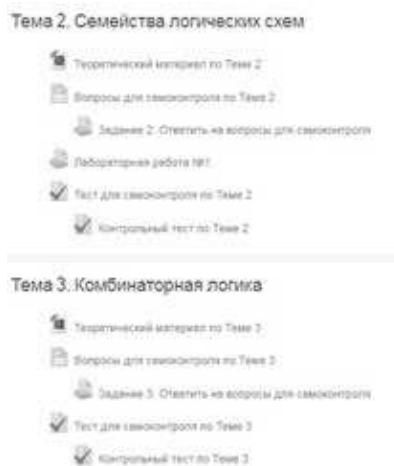 Тема 2. Семейства логических схем
Теоретический материал по Теме 2
Вопросы для самоконтроля по Теме 2
Задание 2. Ответить на вопросы для самоконтроля
Лабораторная работа №1
Тест для самоконтроля по Теме 2
Контрольный тест по Теме 2
Тема 3. Комбинаторная логика
Теоретический материал по Теме 3
Вопросы для самоконтроля по Теме 3
Задание 3. Ответить на вопросы для самоконтроля
Тест для самоконтроля по Теме 3
Контрольный тест по Теме 3